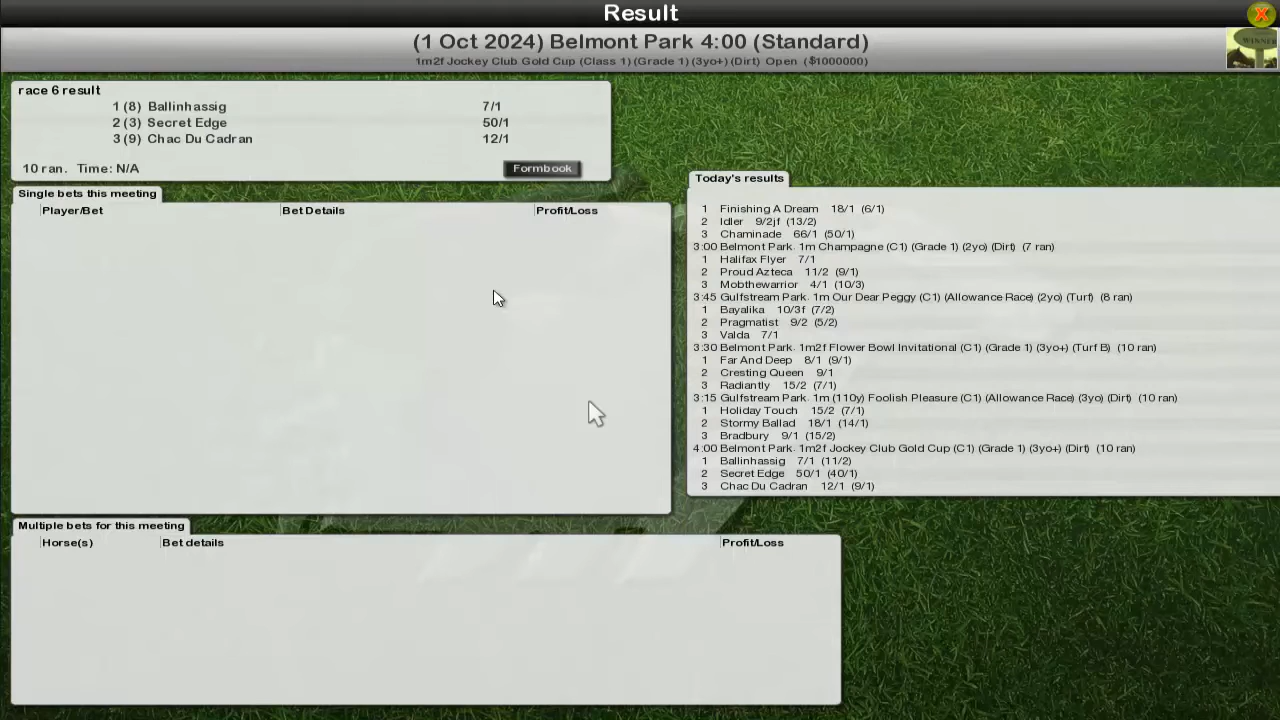 Result
X
(1 Oct 2024) Belmont Park 4:00 (Standard)
1m2f Jockey Club Gold Cup (Class 1) (Grade 1) (3yo+) (Dirt) Open ($1000000)
WINNER
race 6 result
1 (8) Ballinhassig 7/1
2 (3) Secret Edge 50/1
3 (9) Chac Du Cadran 12/1
10 ran. Time: N/A
Formbook
Single bets this meeting
Player/Bet Bet Details Profit/Loss
Today's results
1 Finishing A Dream 18/1 (6/1)
2 Idler 9/2jf (13/2)
3 Chaminade 66/1 (50/1)
3:00 Belmont Park. 1m Champagne (C1) (Grade 1) (2yo) (Dirt) (7 ran)
1 Halifax Flyer 7/1
2 Proud Azteca 11/2 (9/1)
3 Mobthewarrior 4/1 (10/3)
3:45 Gulfstream Park. 1m Our Dear Peggy (C1) (Allowance Race) (2yo) (Turf) (8 ran)
1 Bayalika 10/3f (7/2)
2 Pragmatist 9/2 (5/2)
3 Valda 7/1
3:30 Belmont Park. 1m2f Flower Bowl Invitational (C1) (Grade 1) (3yo+) (Turf B) (10 ran)
1 Far And Deep 8/1 (9/1)
2 Cresting Queen 9/1
3 Radiantly 15/2 (7/1)
3:15 Gulfstream Park. 1m (110y) Foolish Pleasure (C1) (Allowance Race) (3yo) (Dirt) (10 ran)
1 Holiday Touch 15/2 (7/1)
2 Stormy Ballad 18/1 (14/1)
3 Bradbury 9/1 (15/2)
4:00 Belmont Park. 1m2f Jockey Club Gold Cup (C1) (Grade 1) (3yo+) (Dirt) (10 ran)
1 Ballinhassig 7/1 (11/2)
2 Secret Edge 50/1 (40/1)
3 Chac Du Cadran 12/1 (9/1)
Multiple bets for this meeting
Horse(s) Bet details Profit/Loss